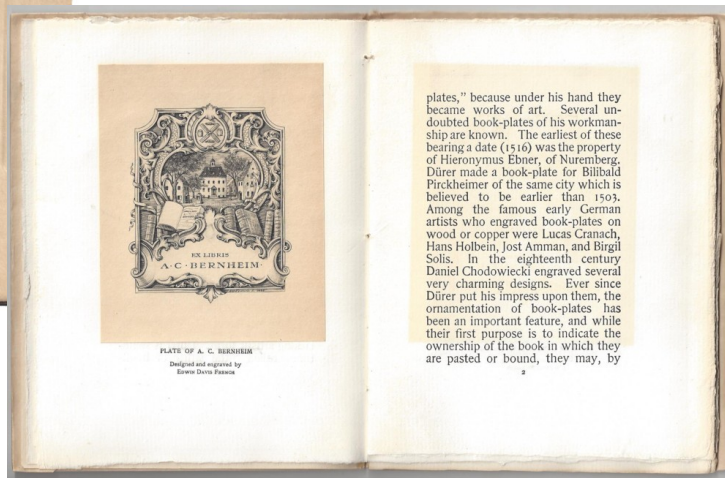 EX LIBRIS
A·C·BERNHEIM·
PLATE OF A. C. BERNHEIM
Designed and engraved by
EDWIN DAVIS FRENCH
plates," because under his hand they
became works of art. Several un-
doubted book-plates of his workman-
ship are known. The earliest of these
bearing a date (1516) was the property
of Hieronymus Ebner, of Nuremberg.
Dürer made a book-plate for Bilibald
Pirckheimer of the same city which is
believed to be earlier than 1503.
Among the famous early German
artists who engraved book-plates on
wood or copper were Lucas Cranach,
Hans Holbein, Jost Amman, and Birgil
Solis. In the eighteenth century
Daniel Chodowiecki engraved several
very charming designs. Ever since
Dürer put his impress upon them, the
ornamentation of book-plates has
been an important feature, and while
their first purpose is to indicate the
ownership of the book in which they
are pasted or bound, they may, by
2